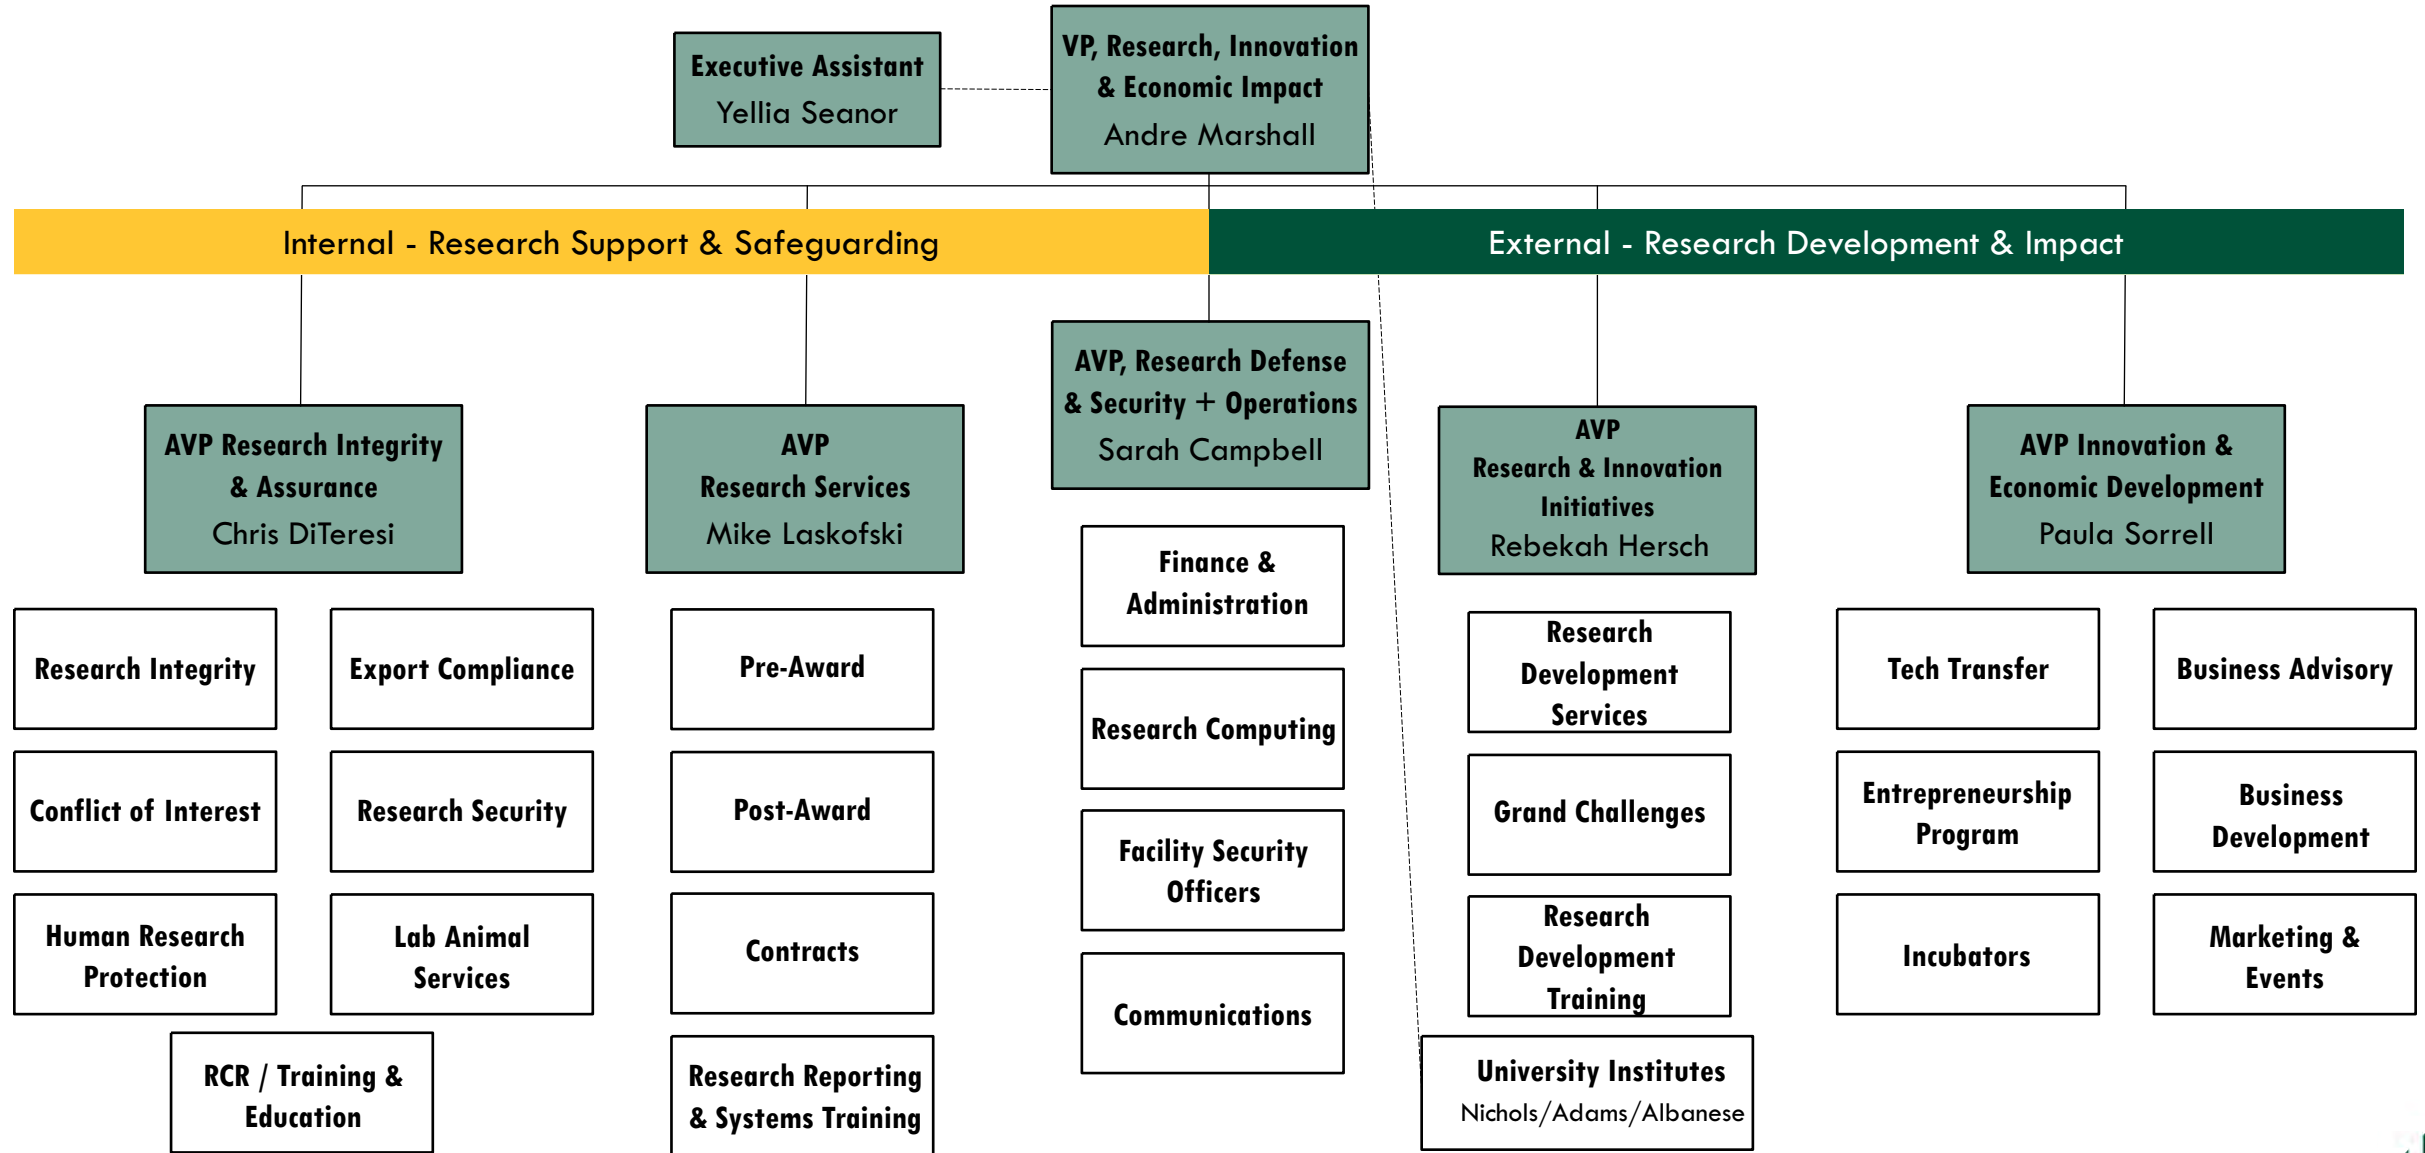 Executive Assistant
Yellia Seanor
VP, Research, Innovation
& Economic Impact
Andre Marshall
Internal - Research Support & Safeguarding
External - Research Development & Impact
AVP Research Integrity
& Assurance
Chris DiTeresi
Research Integrity
Export Compliance
Conflict of Interest
Research Security
Human Research
Protection
Lab Animal
Services
RCR / Training &
Education
AVP
Research Services
Mike Laskofski
Pre-Award
Post-Award
Contracts
Research Reporting
& Systems Training
AVP, Research Defense
& Security + Operations
Sarah Campbell
Finance &
Administration
Research Computing
Facility Security
Officers
Communications
AVP
Research & Innovation
Initiatives
Rebekah Hersch
Research
Development
Services
Grand Challenges
Research
Development
Training
University Institutes
Nichols/Adams/Albanese
AVP Innovation &
Economic Development
Paula Sorrell
Tech Transfer
Business Advisory
Entrepreneurship
Program
Business
Development
Incubators
Marketing &
Events